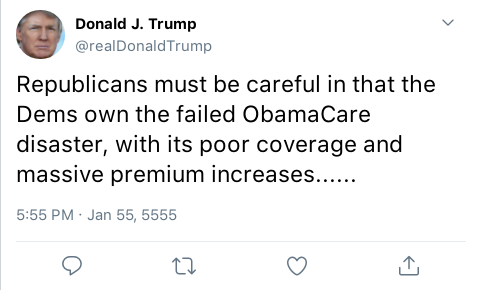 Donald J. Trump
@realDonaldTrump
Republicans must be careful in that the
Dems own the failed ObamaCare
disaster, with its poor coverage and
massive premium increases......
5:55 PM · Jan 55, 5555